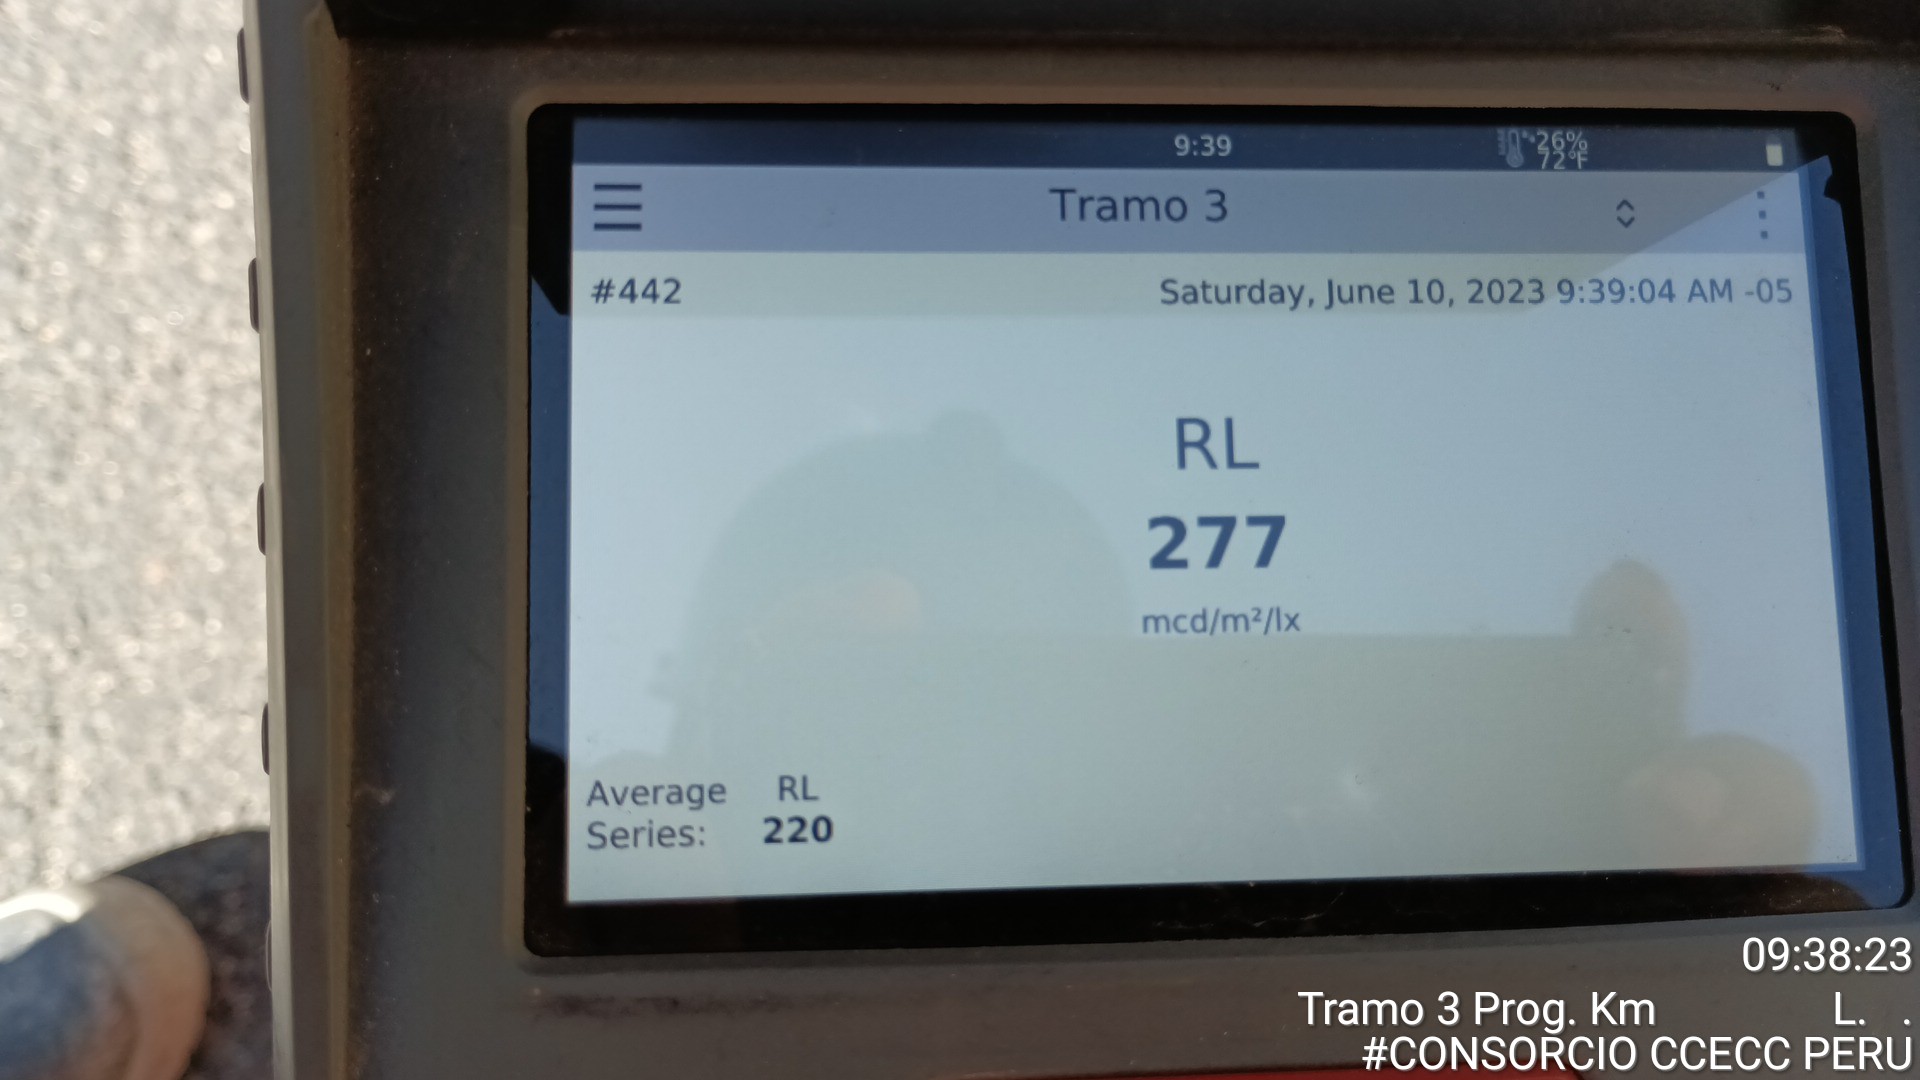 9:39
26%
72°F
Tramo 3
#442
Saturday, June 10, 2023 9:39:04 AM -05
RL
277
mcd/m²/lx
Average RL
Series: 220
09:38:23
Tramo 3 Prog. Km L. .
#CONSORCIO CCECC PERU